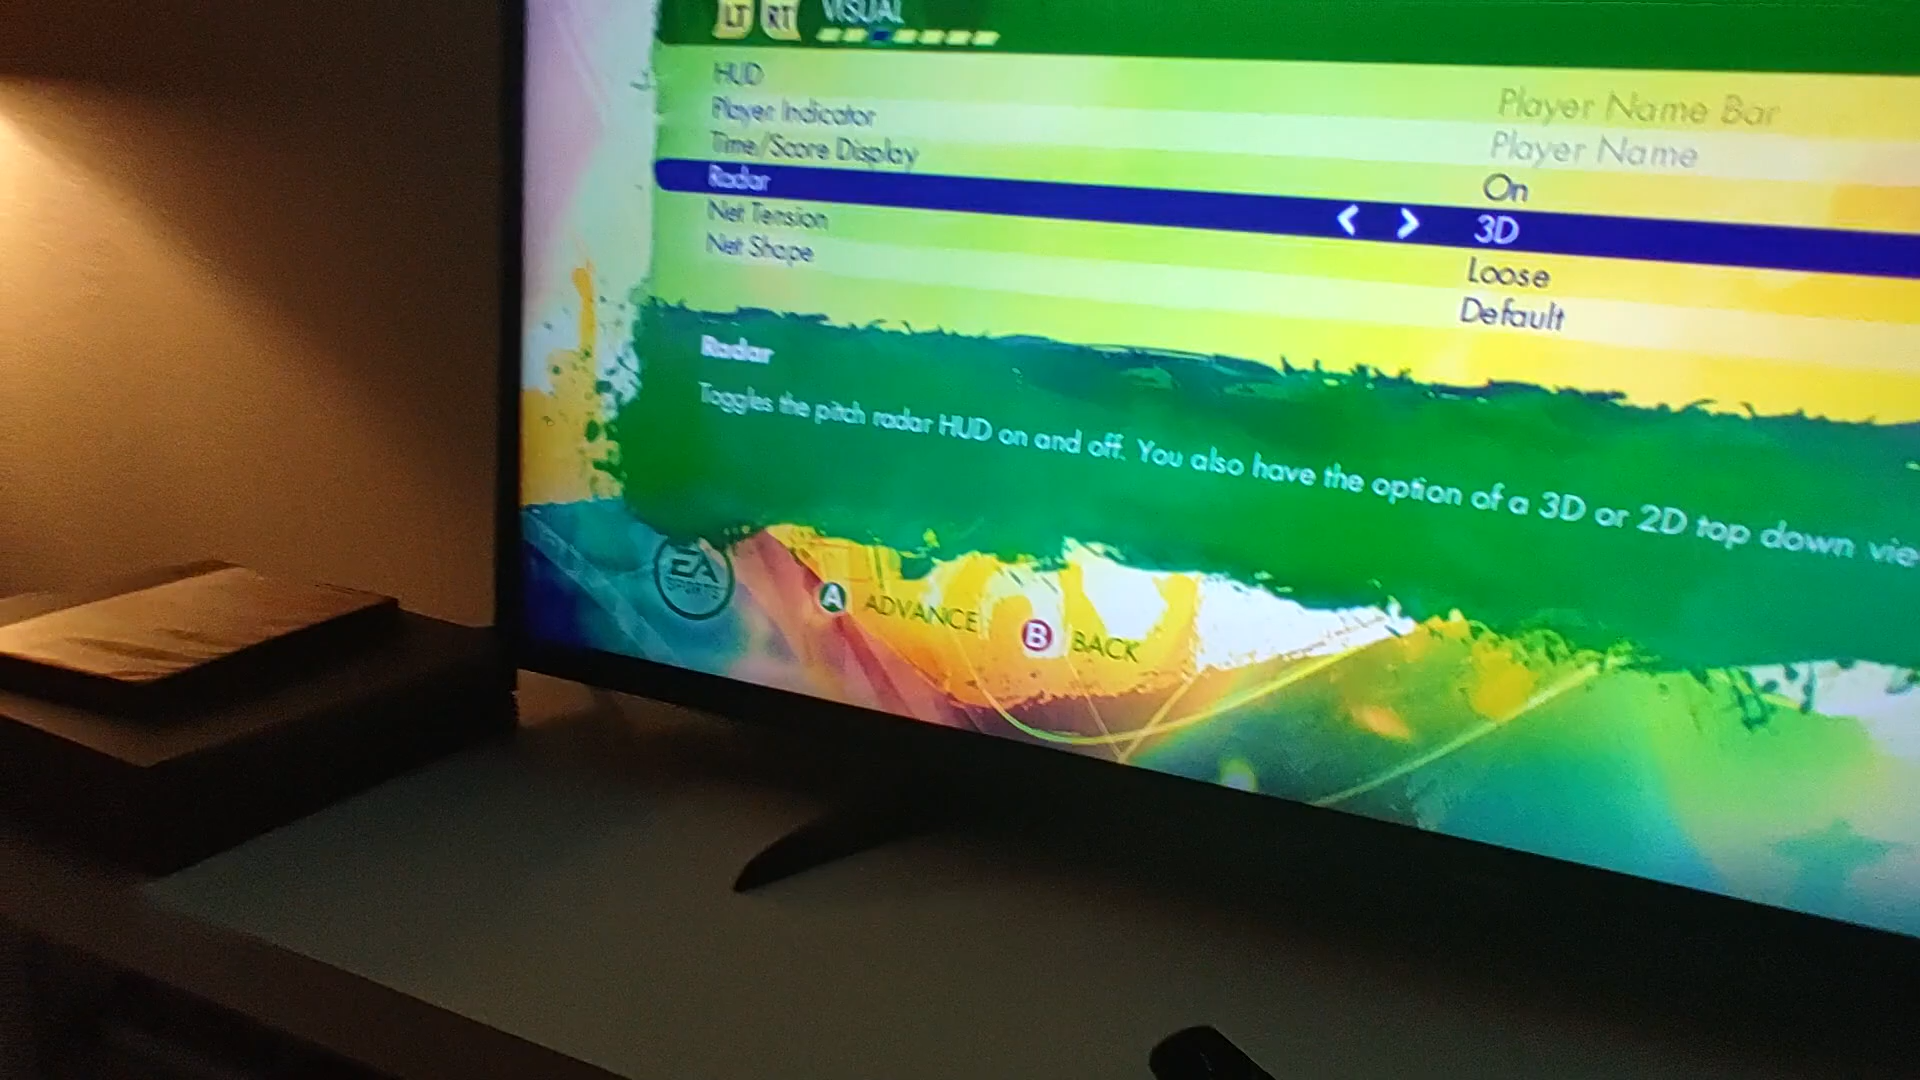 LT RT VISUAL
HUD Player Name Bar
Player Indicator Player Name
Time/Score Display On
Radar 3D
Net Tension Loose
Net Shape Default
Radar
Toggles the pitch radar HUD on and off. You also have the option of a 3D or 2D top down vie
EA
SPORTS
A ADVANCE B BACK